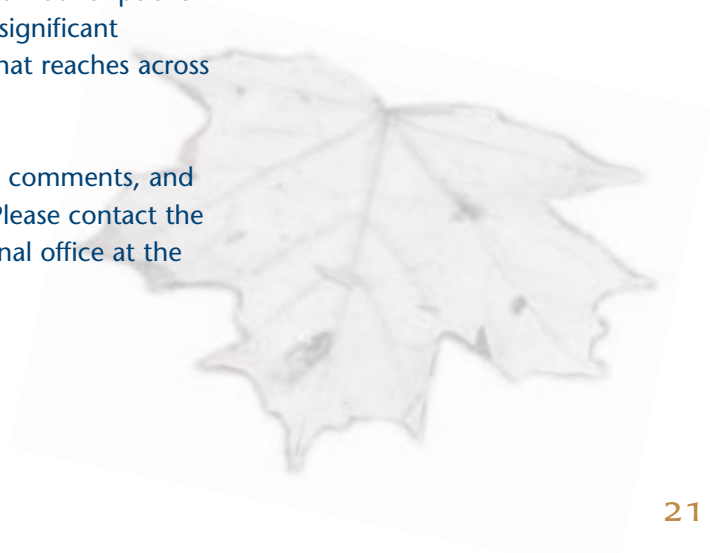 significant
hat reaches across
comments, and
Please contact the
nal office at the
21